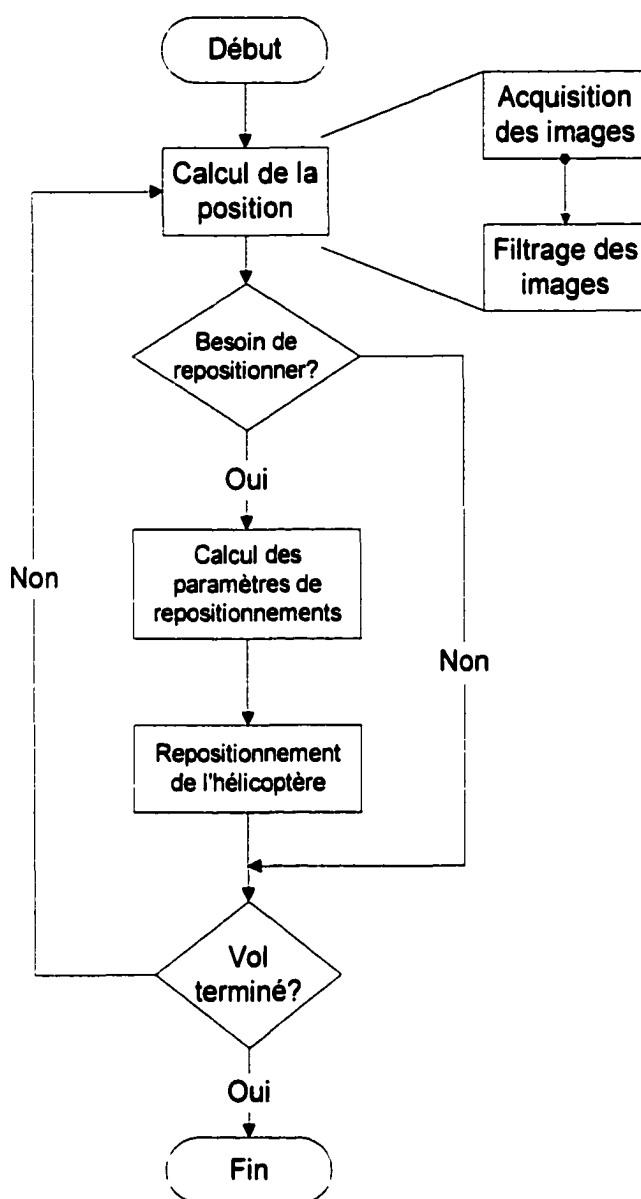 Début
Acquisition
des images
Calcul de la
position
Filtrage des
images
Besoin de
repositionner?
Oui
Calcul des
paramètres de
repositionnements
Non
Non
Repositionnement
de l'hélicoptère
Vol
terminé?
Oui
Fin